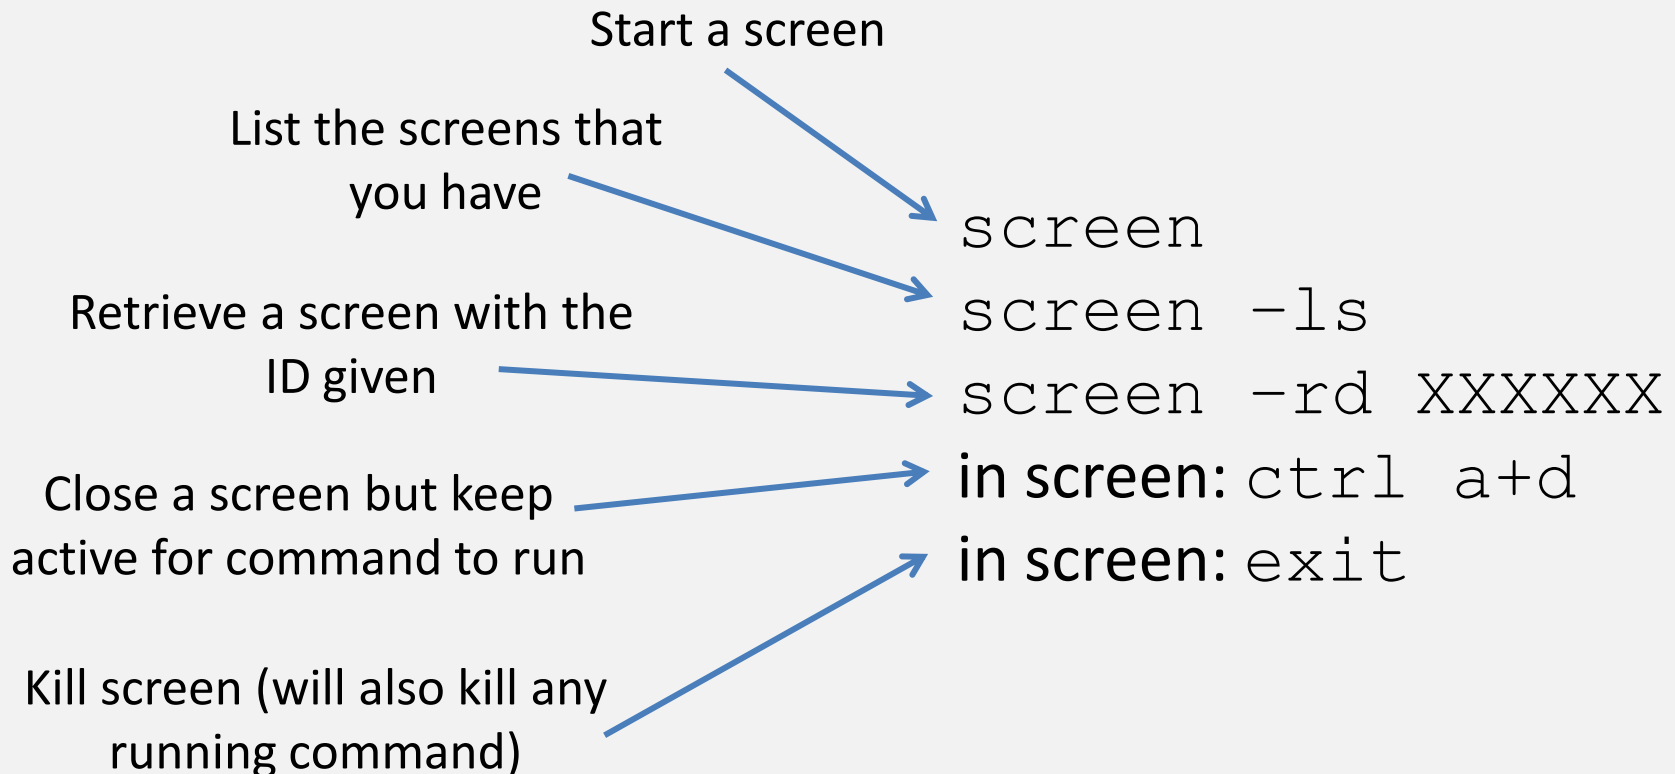 Start a screen
List the screens that
you have
Retrieve a screen with the
ID given
Close a screen but keep
active for command to run
Kill screen (will also kill any
running command)
screen
screen -ls
screen -rd XXXXXX
in screen: ctrl a+d
in screen: exit